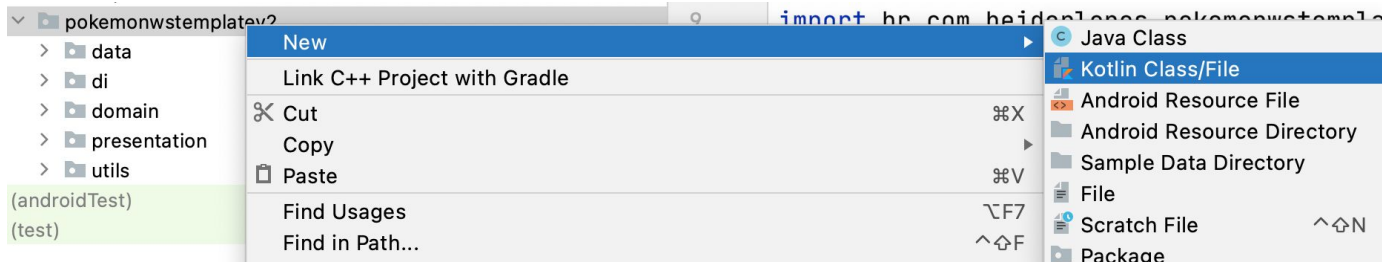 pokemonwstemplatev2
data
di
domain
presentation
utils
(androidTest)
(test)
9
import
New
Link C++ Project with Gradle
Cut ⌘X
Copy
Paste ⌘V
Find Usages ⌥F7
Find in Path... ^⇧F
Java Class
Kotlin Class/File
Android Resource File
Android Resource Directory
Sample Data Directory
File
Scratch File ^⇧N
Package